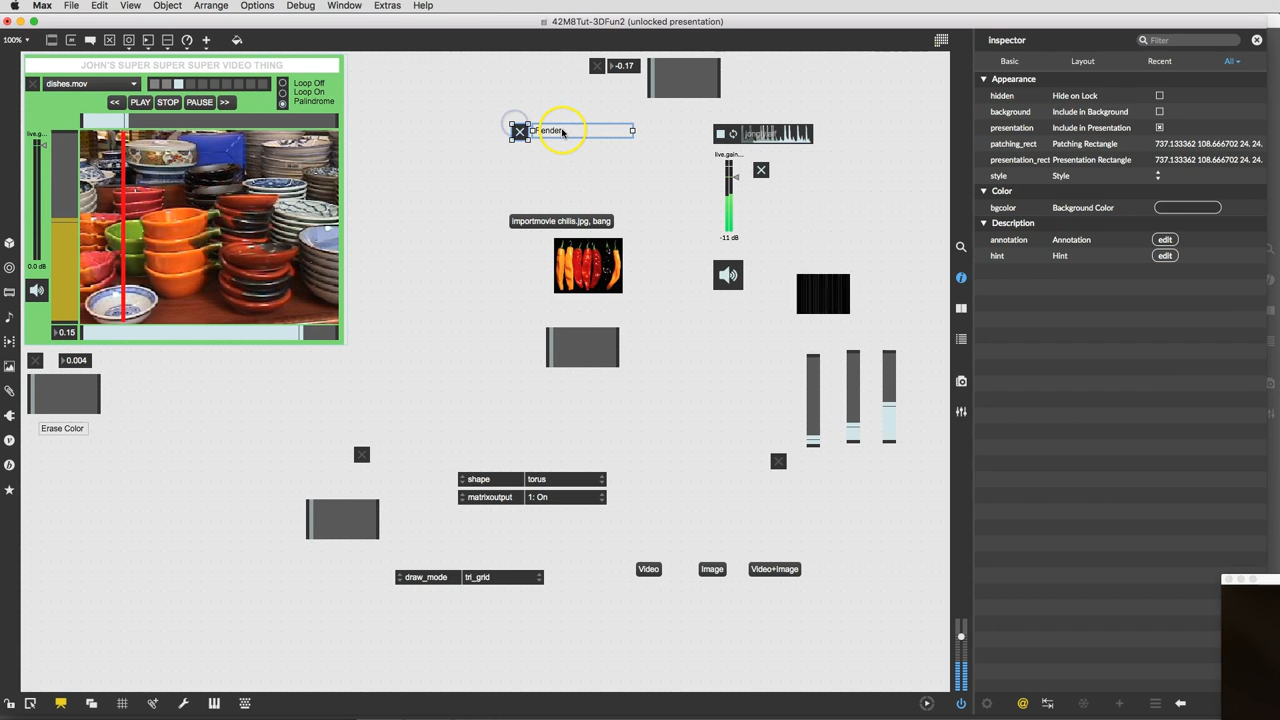 Max File Edit View Object Arrange Options Debug Window Extras Help
42M8Tut-3DFun2 (unlocked presentation)
100%
inspector
Filter
Basic Layout Recent All
JOHN'S SUPER SUPER SUPER VIDEO THING
dishes.mov
Loop Off
Loop On
Palindrome
<< PLAY STOP PAUSE >>
live.g...
0.0 dB
0.15
0.004
Erase Color
-0.17
Render
importmovie chilis.jpg, bang
live.gain...
-11 dB
shape torus
matrixoutput 1: On
draw_mode tri_grid
Video Image Video+Image
Appearance
hidden Hide on Lock
background Include in Background
presentation Include in Presentation
patching_rect Patching Rectangle 737.133362 108.666702 24. 24.
presentation_rect Presentation Rectangle 737.133362 108.666702 24. 24.
style Style
Color
bgcolor Background Color
Description
annotation Annotation edit
hint Hint edit